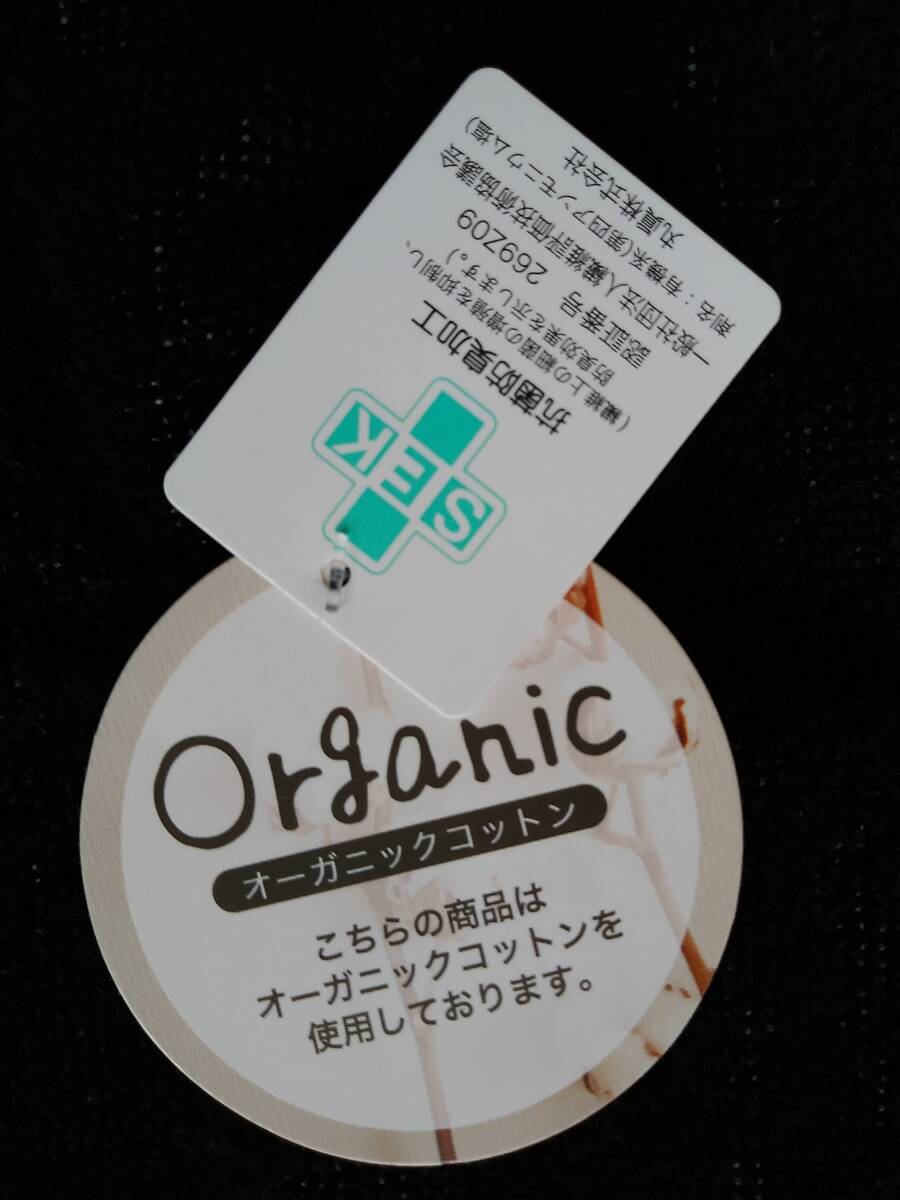 SEK
抗菌防臭加工
(繊維上の細菌の増殖を抑制し、
防臭効果を示します。)
認証番号 269Z09
一般社団法人繊維評価技術協議会
剤名：有機系(第四アンモニウム塩)
丸眞株式会社
Organic
オーガニックコットン
こちらの商品は
オーガニックコットンを
使用しております。